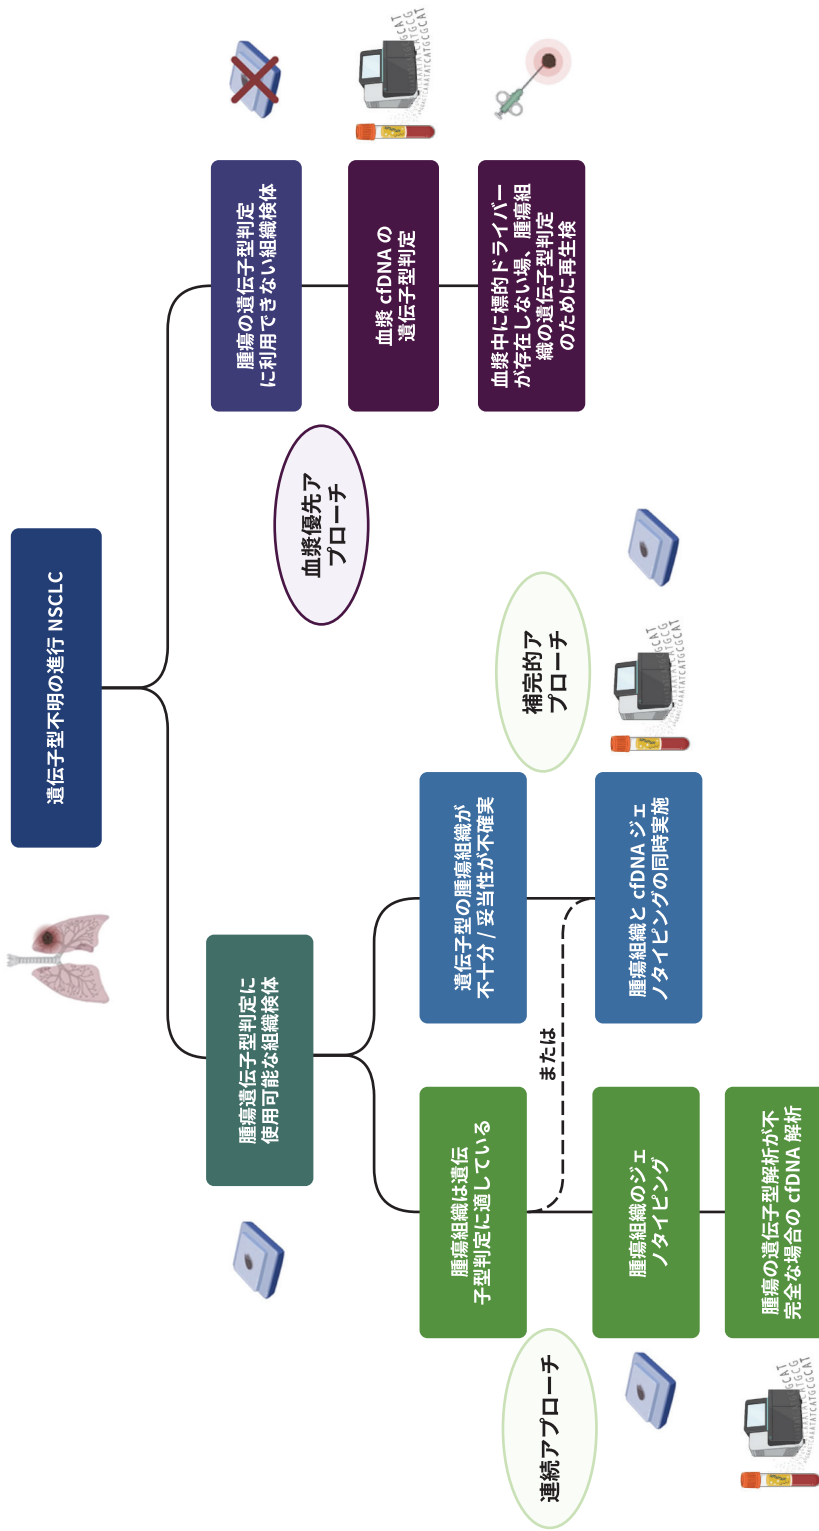 遺伝子型不明の進行 NSCLC
腫瘍遺伝子型判定に
使用可能な組織検体
腫瘍の遺伝子型判定
に利用できない組織検体
連続アプローチ
腫瘍組織は遺伝
子型判定に適している
または
遺伝子型の腫瘍組織が
不十分 / 妥当性が不確実
補完的ア
プローチ
血漿優先ア
プローチ
血漿 cfDNA の
遺伝子型判定
腫瘍組織のジェ
ノタイピング
腫瘍組織と cfDNA ジェ
ノタイピングの同時実施
血漿中に標的ドライバー
が存在しない場、腫瘍組
織の遺伝子型判定
のために再生検
腫瘍の遺伝子型解析が不
完全な場合の cfDNA 解析